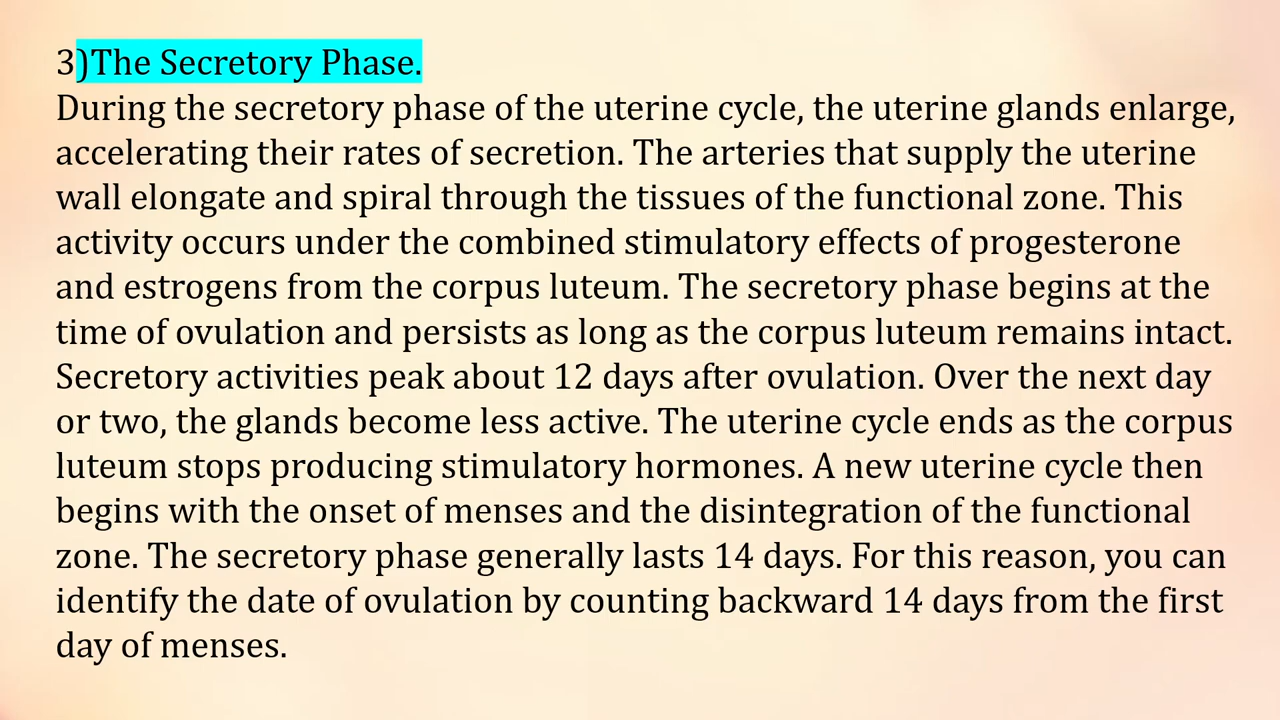 3)The Secretory Phase.
During the secretory phase of the uterine cycle, the uterine glands enlarge,
accelerating their rates of secretion. The arteries that supply the uterine
wall elongate and spiral through the tissues of the functional zone. This
activity occurs under the combined stimulatory effects of progesterone
and estrogens from the corpus luteum. The secretory phase begins at the
time of ovulation and persists as long as the corpus luteum remains intact.
Secretory activities peak about 12 days after ovulation. Over the next day
or two, the glands become less active. The uterine cycle ends as the corpus
luteum stops producing stimulatory hormones. A new uterine cycle then
begins with the onset of menses and the disintegration of the functional
zone. The secretory phase generally lasts 14 days. For this reason, you can
identify the date of ovulation by counting backward 14 days from the first
day of menses.